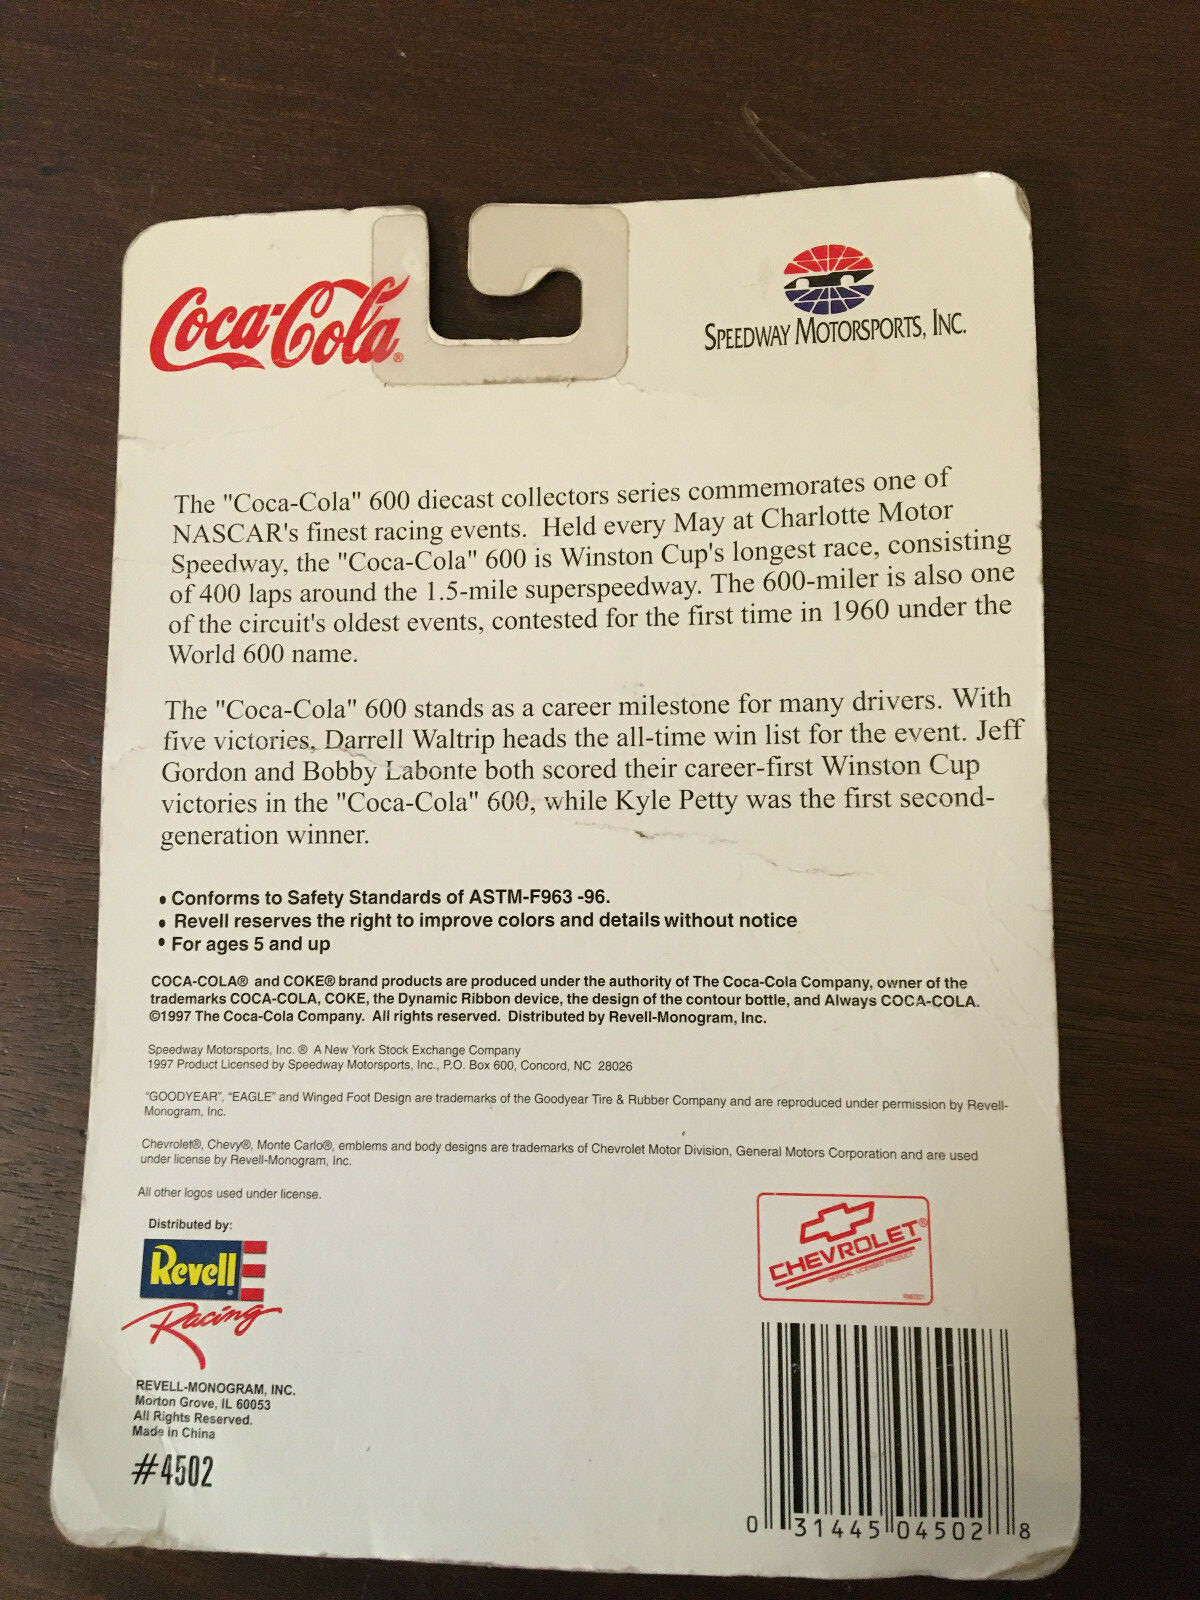 Coca-Cola®
SPEEDWAY MOTORSPORTS, INC.
The "Coca-Cola" 600 diecast collectors series commemorates one of
NASCAR's finest racing events. Held every May at Charlotte Motor
Speedway, the "Coca-Cola" 600 is Winston Cup's longest race, consisting
of 400 laps around the 1.5-mile superspeedway. The 600-miler is also one
of the circuit's oldest events, contested for the first time in 1960 under the
World 600 name.
The "Coca-Cola" 600 stands as a career milestone for many drivers. With
five victories, Darrell Waltrip heads the all-time win list for the event. Jeff
Gordon and Bobby Labonte both scored their career-first Winston Cup
victories in the "Coca-Cola" 600, while Kyle Petty was the first second-
generation winner.
• Conforms to Safety Standards of ASTM-F963 -96.
• Revell reserves the right to improve colors and details without notice
• For ages 5 and up
COCA-COLA® and COKE® brand products are produced under the authority of The Coca-Cola Company, owner of the
trademarks COCA-COLA, COKE, the Dynamic Ribbon device, the design of the contour bottle, and Always COCA-COLA.
©1997 The Coca-Cola Company. All rights reserved. Distributed by Revell-Monogram, Inc.
Speedway Motorsports, Inc. ® A New York Stock Exchange Company
1997 Product Licensed by Speedway Motorsports, Inc., P.O. Box 600, Concord, NC 28026
"GOODYEAR", "EAGLE" and Winged Foot Design are trademarks of the Goodyear Tire & Rubber Company and are reproduced under permission by Revell-
Monogram, Inc.
Chevrolet®, Chevy®, Monte Carlo®, emblems and body designs are trademarks of Chevrolet Motor Division, General Motors Corporation and are used
under license by Revell-Monogram, Inc.
All other logos used under license.
Distributed by:
Revell
Racing
CHEVROLET®
OFFICIAL LICENSED PRODUCT
REVELL-MONOGRAM, INC.
Morton Grove, IL 60053
All Rights Reserved.
Made in China
#4502
0 31445 04502 8